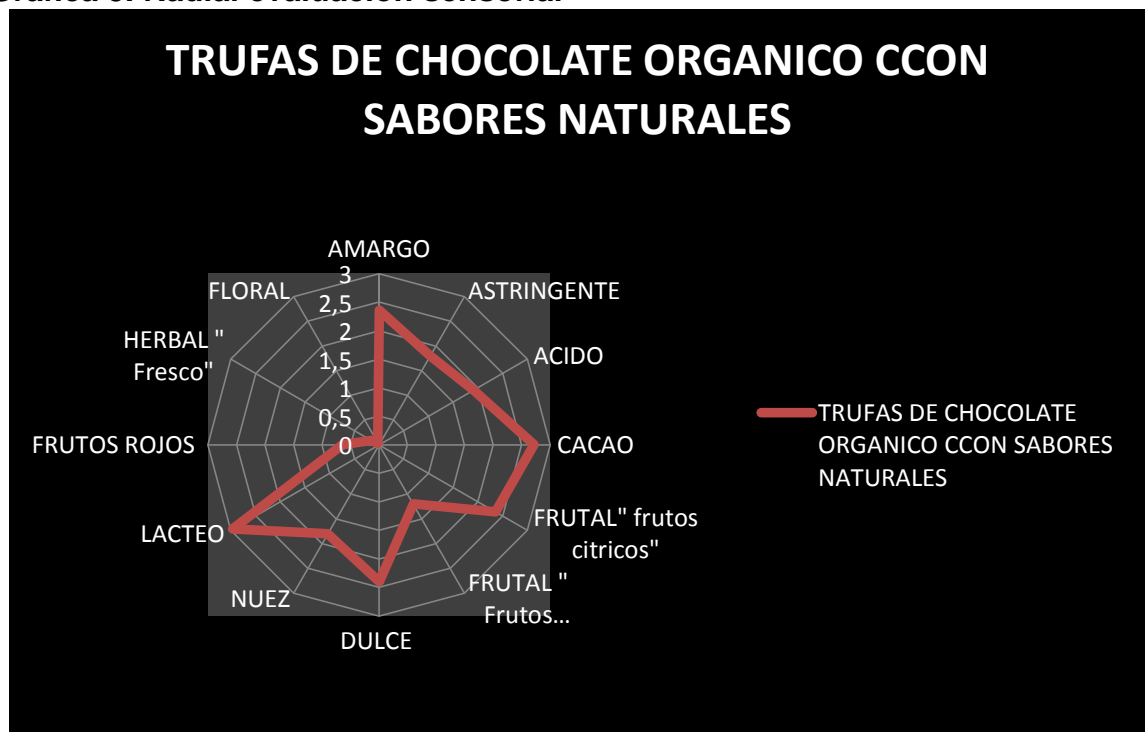 TRUFAS DE CHOCOLATE ORGANICO CCON
SABORES NATURALES
AMARGO
3
FLORAL
2,5
ASTRINGENTE
HERBAL "
Fresco"
2
1,5
ACIDO
1
0,5
FRUTOS ROJOS
0
CACAO
TRUFAS DE CHOCOLATE
ORGANICO CCON SABORES
NATURALES
LACTEO
FRUTAL" frutos
citricos"
NUEZ
FRUTAL "
Frutos...
DULCE